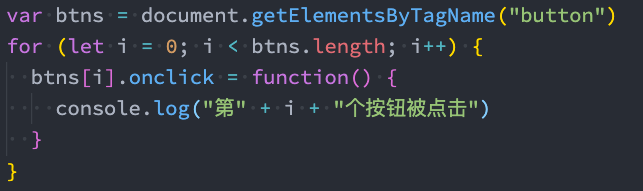 var btns = document.getElementsByTagName("button")
for (let i = 0; i < btns.length; i++) {
  btns[i].onclick = function() {
    console.log("第" + i + "个按钮被点击")
  }
}